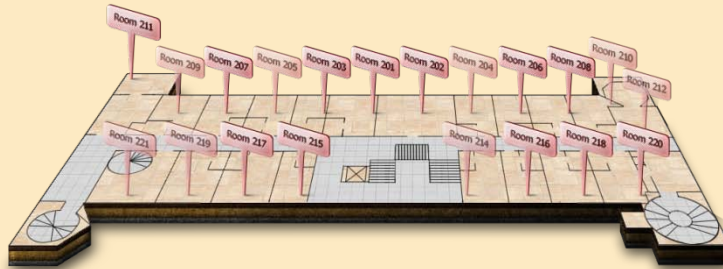 Room 211
Room 209
Room 207
Room 205
Room 203
Room 201
Room 202
Room 204
Room 206
Room 208
Room 210
Room 212
Room 221
Room 219
Room 217
Room 215
Room 214
Room 216
Room 218
Room 220